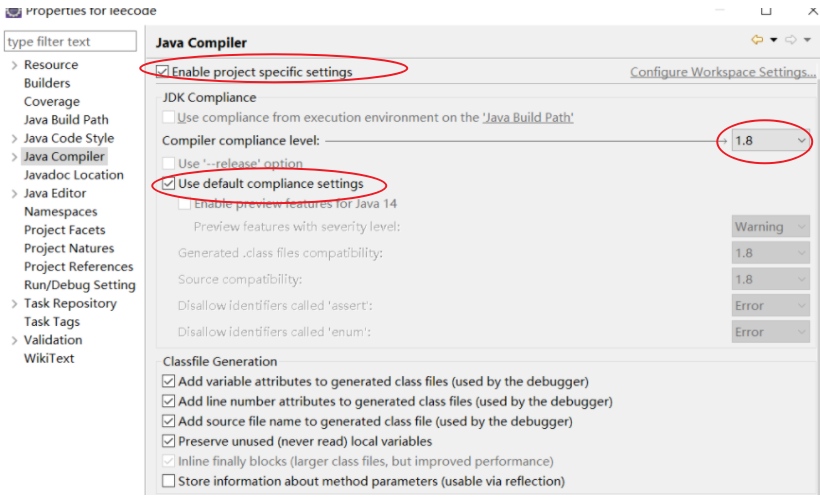 Properties for leecode
type filter text
Java Compiler
Resource
Builders
Coverage
Java Build Path
Java Code Style
Java Compiler
Javadoc Location
Java Editor
Namespaces
Project Facets
Project Natures
Project References
Run/Debug Setting
Task Repository
Task Tags
Validation
WikiText
Enable project specific settings
Configure Workspace Settings...
JDK Compliance
Use compliance from execution environment on the 'Java Build Path'
Compiler compliance level: 1.8
Use '--release' option
Use default compliance settings
Enable preview features for Java 14
Preview features with severity level: Warning
Generated .class files compatibility: 1.8
Source compatibility: 1.8
Disallow identifiers called 'assert': Error
Disallow identifiers called 'enum': Error
Classfile Generation
Add variable attributes to generated class files (used by the debugger)
Add line number attributes to generated class files (used by the debugger)
Add source file name to generated class file (used by the debugger)
Preserve unused (never read) local variables
Inline finally blocks (larger class files, but improved performance)
Store information about method parameters (usable via reflection)